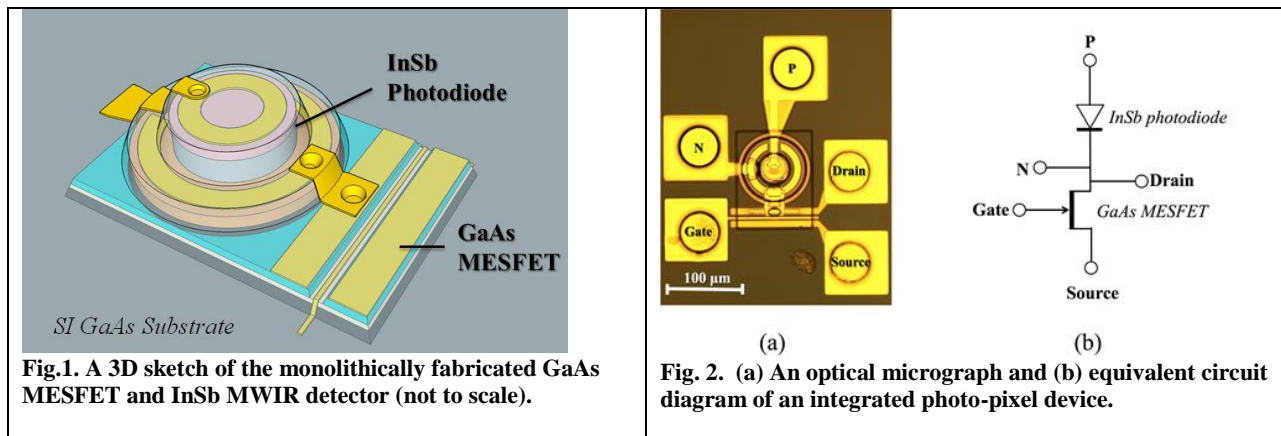 InSb
Photodiode
GaAs
MESFET
SI GaAs Substrate
Fig.1. A 3D sketch of the monolithically fabricated GaAs
MESFET and InSb MWIR detector (not to scale).
P
N
Drain
Gate
Source
100 µm
(a)
P
InSb photodiode
N
Drain
Gate
GaAs MESFET
Source
(b)
Fig. 2. (a) An optical micrograph and (b) equivalent circuit
diagram of an integrated photo-pixel device.